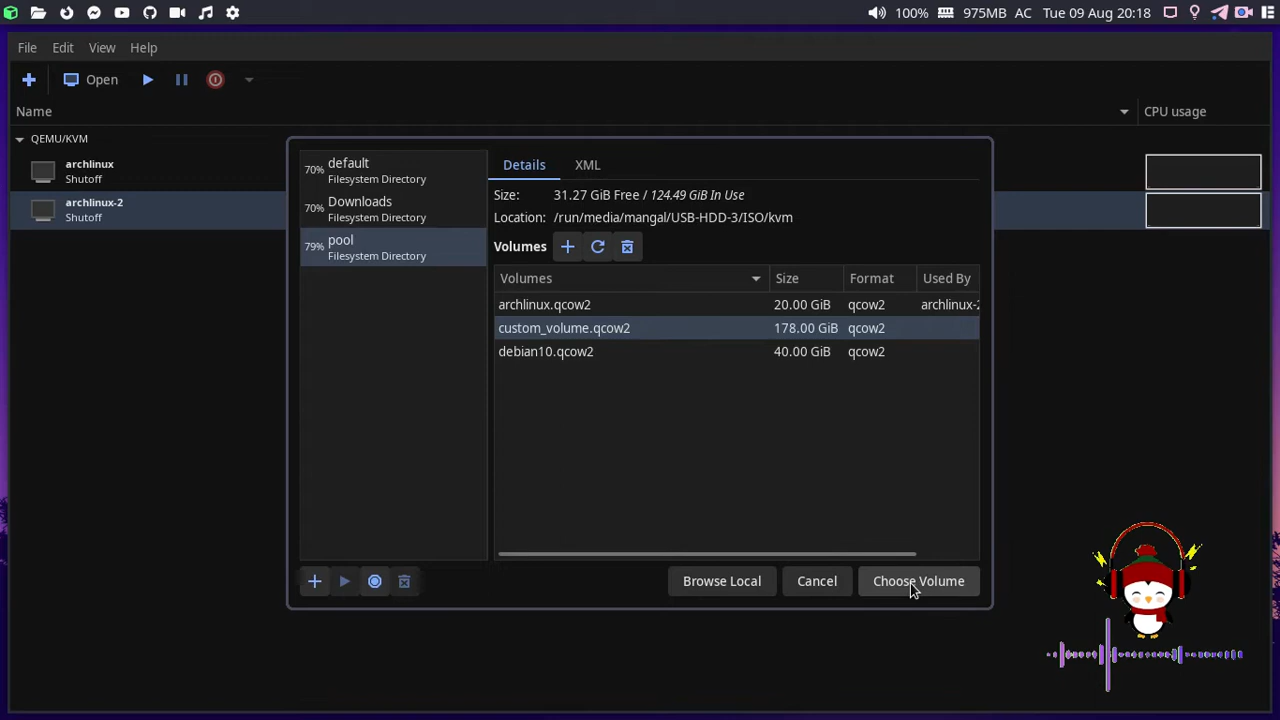 100% 975MB AC Tue 09 Aug 20:18
File Edit View Help
Open
Name CPU usage
QEMU/KVM
archlinux
Shutoff
archlinux-2
Shutoff
70% default
Filesystem Directory
70% Downloads
Filesystem Directory
79% pool
Filesystem Directory
Details XML
Size: 31.27 GiB Free / 124.49 GiB In Use
Location: /run/media/mangal/USB-HDD-3/ISO/kvm
Volumes
Volumes Size Format Used By
archlinux.qcow2 20.00 GiB qcow2 archlinux-2
custom_volume.qcow2 178.00 GiB qcow2
debian10.qcow2 40.00 GiB qcow2
Browse Local Cancel Choose Volume